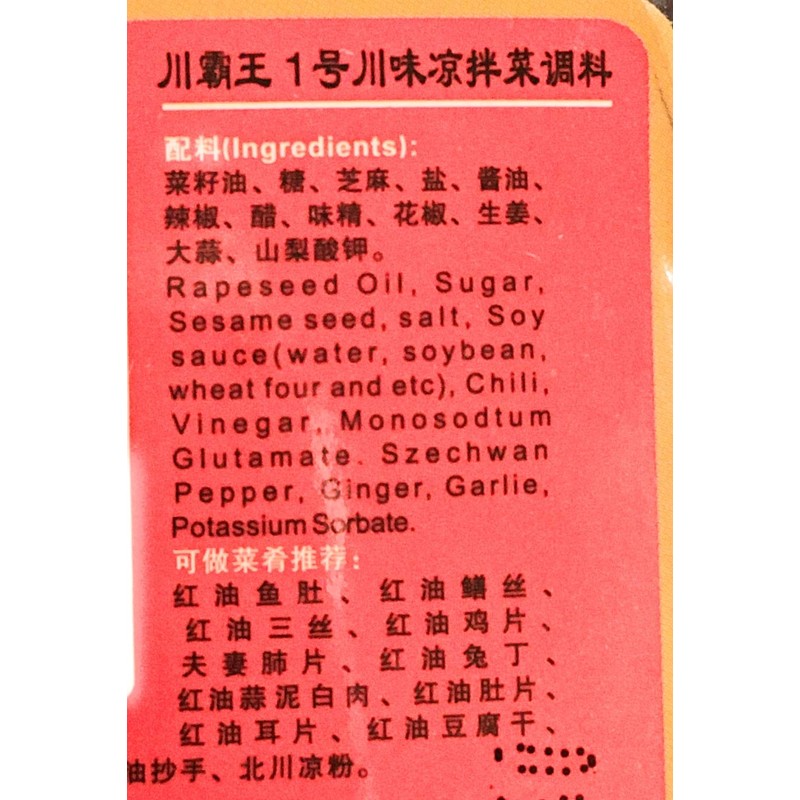 川霸王1号川味凉拌菜调料
配料(Ingredients):
菜籽油、糖、芝麻、盐、酱油、
辣椒、醋、味精、花椒、生姜、
大蒜、山梨酸钾。
Rapeseed Oil, Sugar,
Sesame seed, salt, Soy
sauce(water, soybean,
wheat four and etc), Chili,
Vinegar, Monosodtum
Glutamate. Szechwan
Pepper, Ginger, Garlie,
Potassium Sorbate.
可做菜肴推荐:
红油鱼肚、红油鳝丝、
红油三丝、红油鸡片、
夫妻肺片、红油兔丁、
红油蒜泥白肉、红油肚片、
红油耳片、红油豆腐干、
油抄手、北川凉粉。